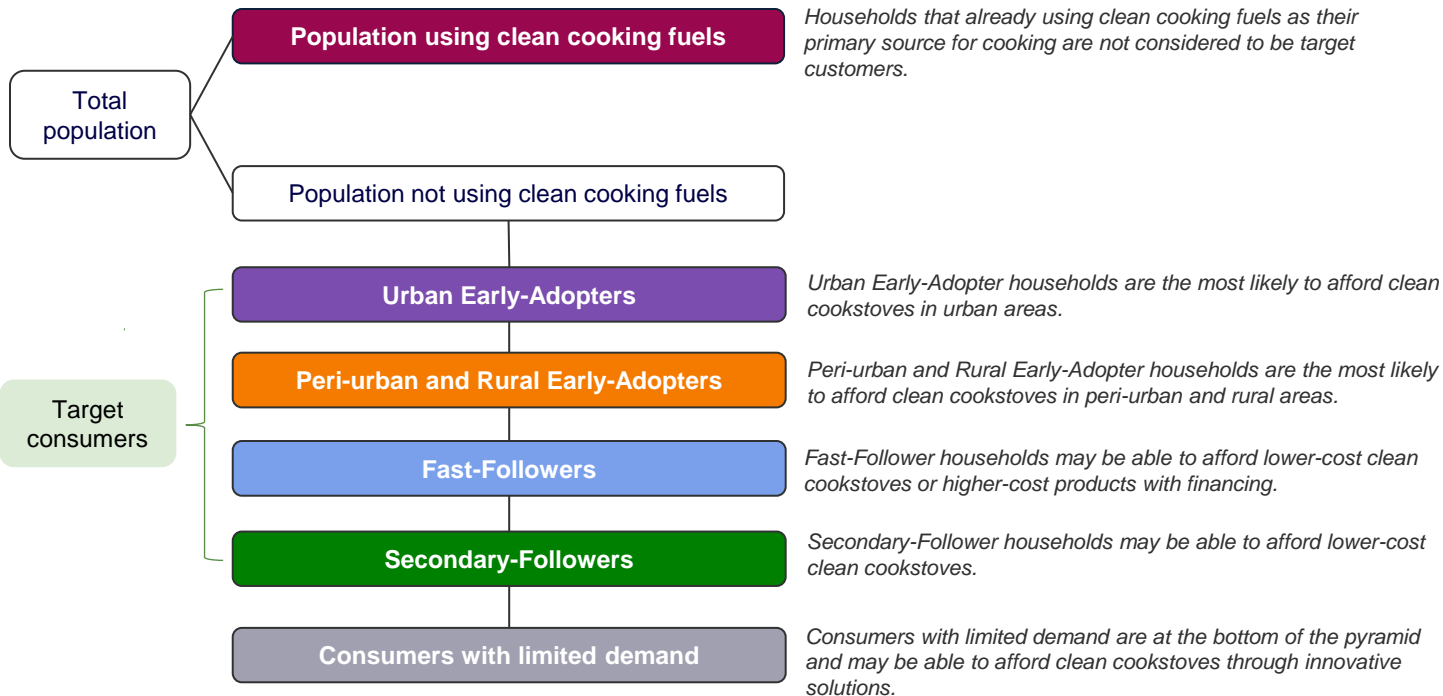 Population using clean cooking fuels
Households that already using clean cooking fuels as their
primary source for cooking are not considered to be target
customers.
Total
population
Population not using clean cooking fuels
Urban Early-Adopters
Urban Early-Adopter households are the most likely to afford clean
cookstoves in urban areas.
Peri-urban and Rural Early-Adopters
Peri-urban and Rural Early-Adopter households are the most likely
to afford clean cookstoves in peri-urban and rural areas.
Target
consumers
Fast-Followers
Fast-Follower households may be able to afford lower-cost clean
cookstoves or higher-cost products with financing.
Secondary-Followers
Secondary-Follower households may be able to afford lower-cost
clean cookstoves.
Consumers with limited demand
Consumers with limited demand are at the bottom of the pyramid
and may be able to afford clean cookstoves through innovative
solutions.